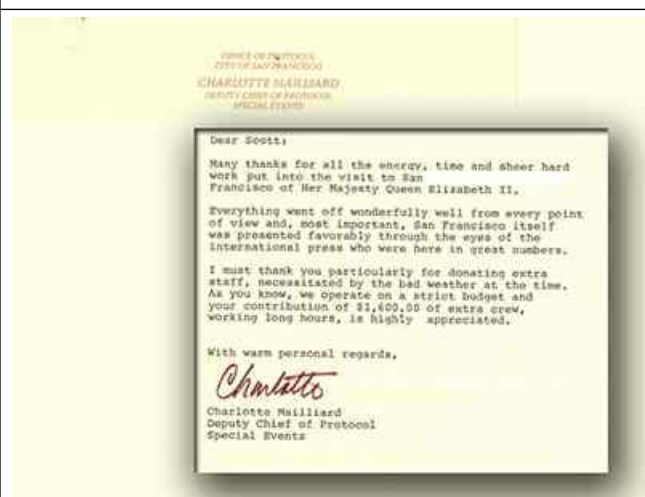 OFFICE OF PROTOCOL
CITY OF SAN FRANCISCO
CHARLOTTE MAILLIARD
DEPUTY CHIEF OF PROTOCOL
SPECIAL EVENTS
Dear Scott:
Many thanks for all the energy, time and sheer hard
work put into the visit to San
Francisco of Her Majesty Queen Elizabeth II.
Everything went off wonderfully well from every point
of view and, most important, San Francisco itself
was presented favorably through the eyes of the
international press who were here in great numbers.
I must thank you particularly for donating extra
staff, necessitated by the bad weather at the time.
As you know, we operate on a strict budget and
your contribution of $1,600.00 of extra crew,
working long hours, is highly appreciated.
With warm personal regards,
Charlotte
Charlotte Mailliard
Deputy Chief of Protocol
Special Events